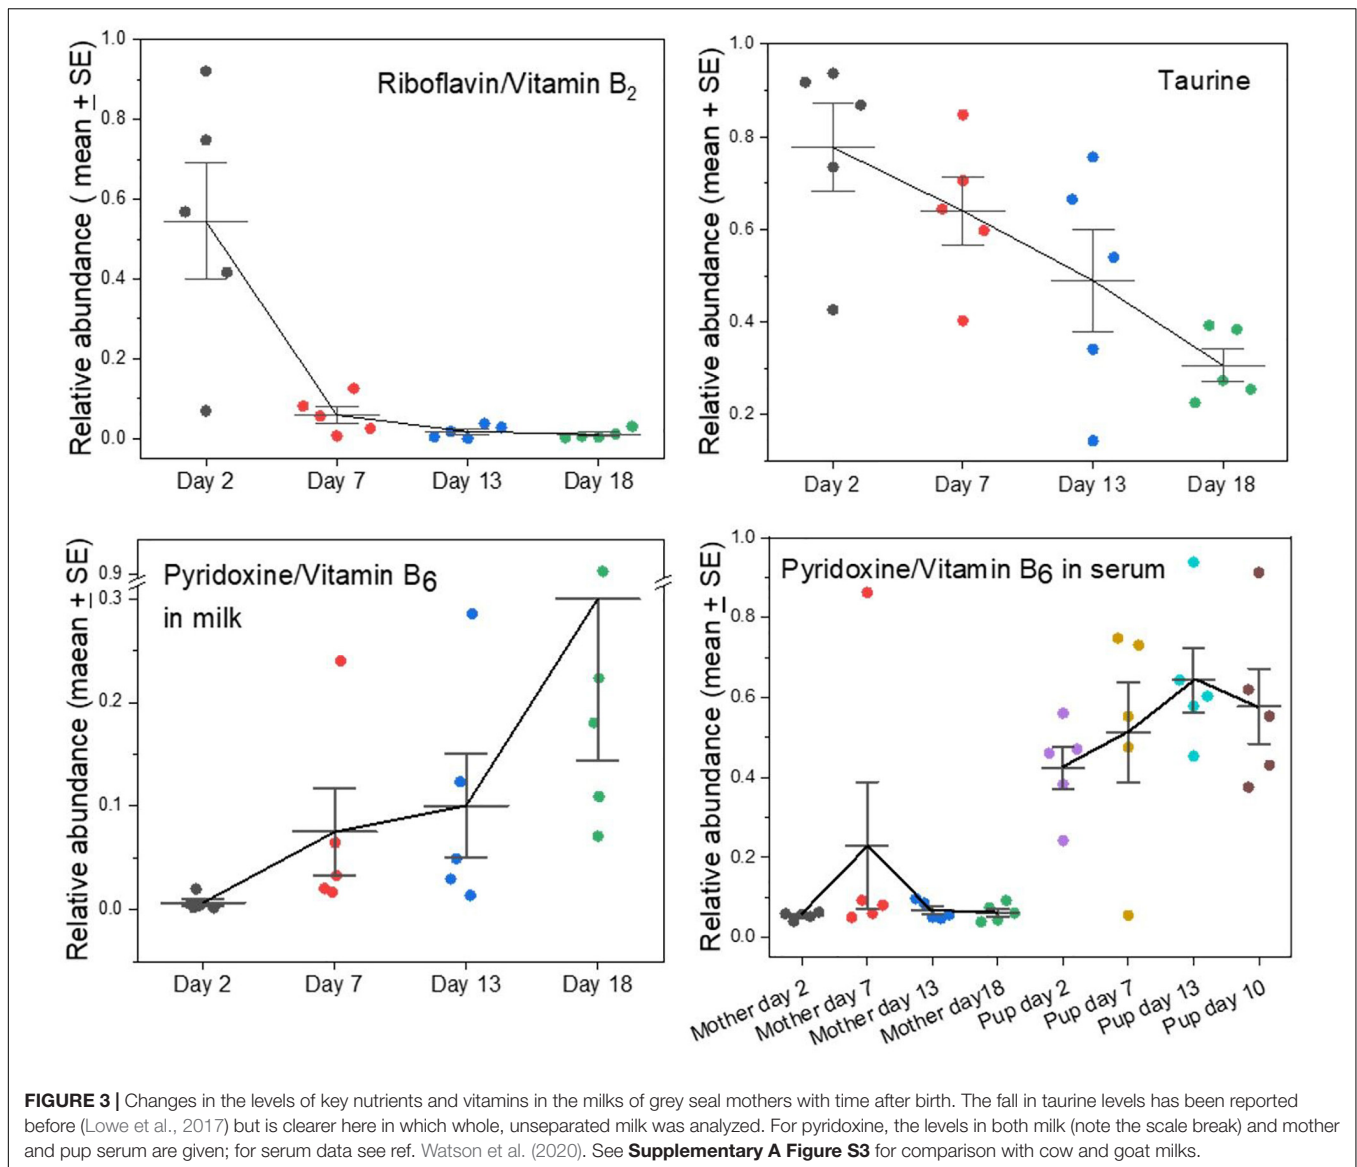 Relative abundance ( mean ± SE)
1.0
0.8
0.6
0.4
0.2
0.0
Riboflavin/Vitamin B2
Day 2
Day 7
Day 13
Day 18
Relative abundance (mean + SE)
1.0
0.8
0.6
0.4
0.2
Taurine
Day 2
Day 7
Day 13
Day 18
Relative abundance (maean ± SE)
0.9
0.3
0.2
0.1
0.0
Pyridoxine/Vitamin B6
in milk
Day 2
Day 7
Day 13
Day 18
Relative abundance (mean ± SE)
1.0
0.8
0.6
0.4
0.2
0.0
Pyridoxine/Vitamin B6 in serum
Mother day 2
Mother day 7
Mother day 13
Mother day18
Pup day 2
Pup day 7
Pup day 13
Pup day 10
FIGURE 3 | Changes in the levels of key nutrients and vitamins in the milks of grey seal mothers with time after birth. The fall in taurine levels has been reported
before (Lowe et al., 2017) but is clearer here in which whole, unseparated milk was analyzed. For pyridoxine, the levels in both milk (note the scale break) and mother
and pup serum are given; for serum data see ref. Watson et al. (2020). See Supplementary A Figure S3 for comparison with cow and goat milks.